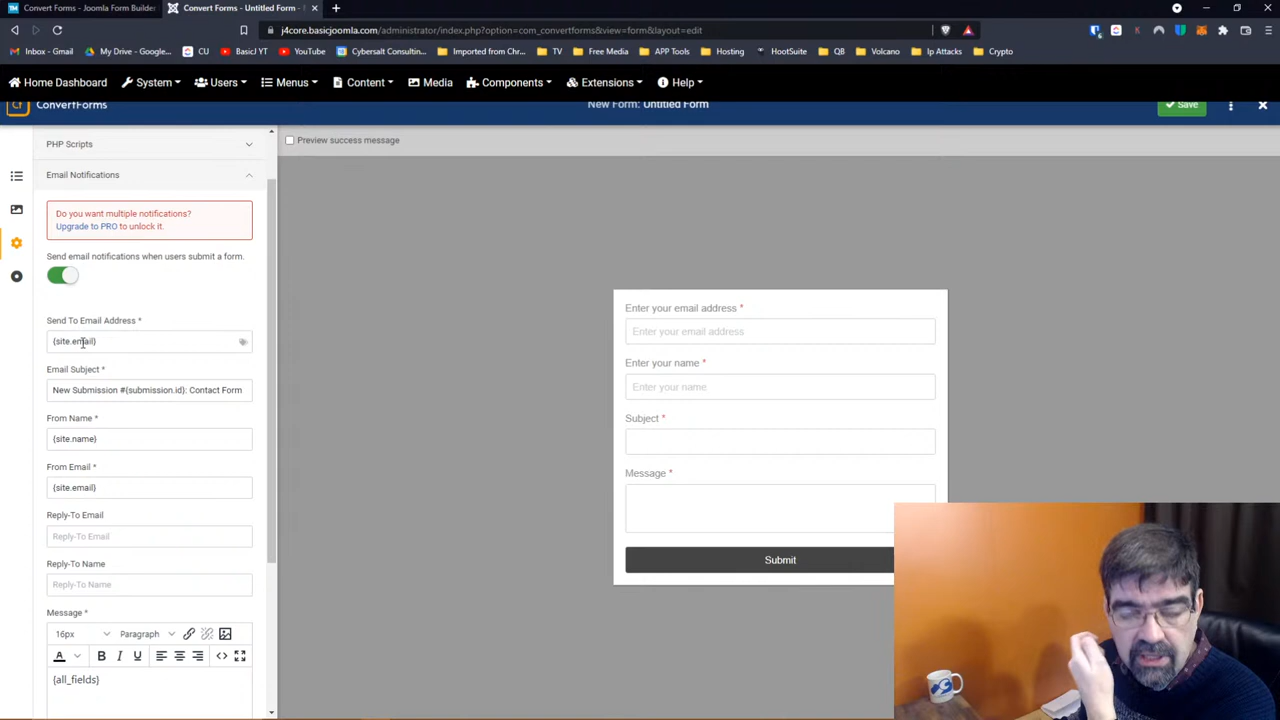 Convert Forms - Joomla Form Builder
Convert Forms - Untitled Form -
j4core.basicjoomla.com/administrator/index.php?option=com_convertforms&view=form&layout=edit
Inbox - Gmail
My Drive - Google...
CU
Basic YT
YouTube
Cybersalt Consulting...
Imported from Chr...
TV
Free Media
APP Tools
Hosting
HootSuite
QB
Volcano
Ip Attacks
Crypto
Home Dashboard
System
Users
Menus
Content
Media
Components
Extensions
Help
Cf
ConvertForms
New Form: Untitled Form
Save
PHP Scripts
Preview success message
Email Notifications
Do you want multiple notifications?
Upgrade to PRO to unlock it.
Send email notifications when users submit a form.
Send To Email Address *
{site.email}
Email Subject *
New Submission #{submission.id}: Contact Form
From Name *
{site.name}
From Email *
{site.email}
Reply-To Email
Reply-To Email
Reply-To Name
Reply-To Name
Message *
16px
Paragraph
A
B
I
U
{all_fields}
Enter your email address *
Enter your email address
Enter your name *
Enter your name
Subject *
Message *
Submit